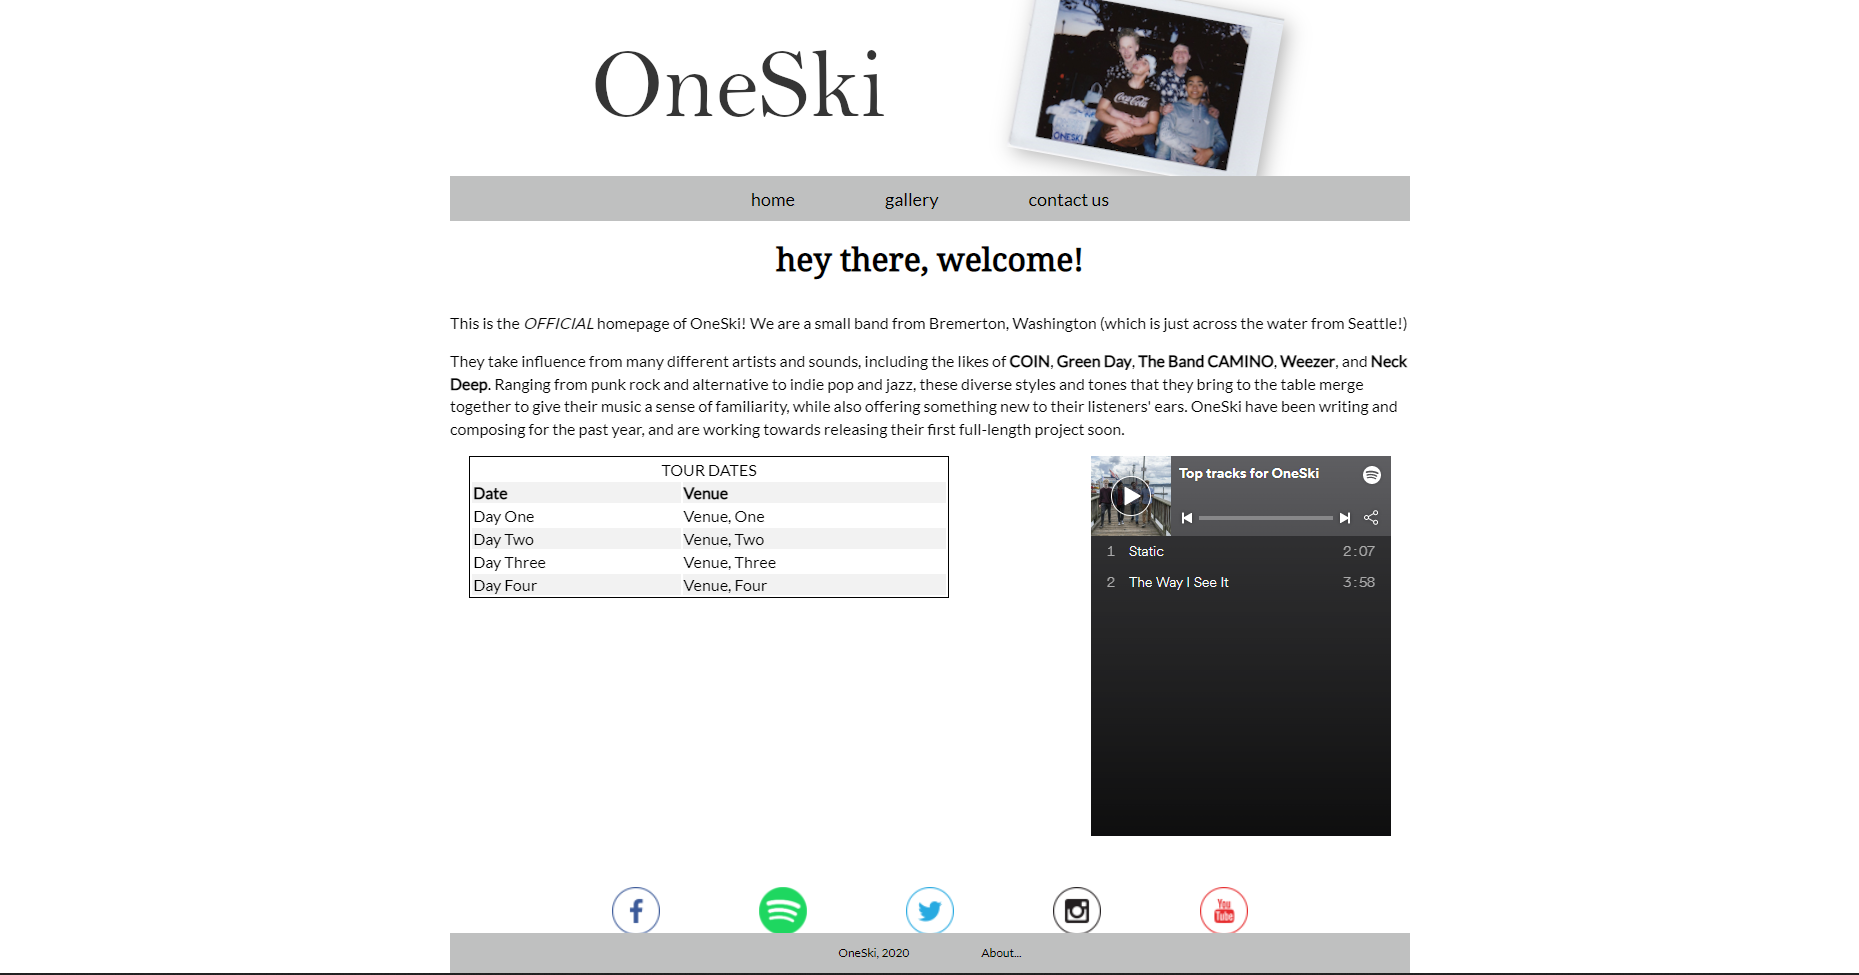 OneSki
Coca-Cola
ONESKI
home gallery contact us
hey there, welcome!
This is the OFFICIAL homepage of OneSki! We are a small band from Bremerton, Washington (which is just across the water from Seattle!)
They take influence from many different artists and sounds, including the likes of COIN, Green Day, The Band CAMINO, Weezer, and Neck
Deep. Ranging from punk rock and alternative to indie pop and jazz, these diverse styles and tones that they bring to the table merge
together to give their music a sense of familiarity, while also offering something new to their listeners' ears. OneSki have been writing and
composing for the past year, and are working towards releasing their first full-length project soon.
TOUR DATES
Date Venue
Day One Venue, One
Day Two Venue, Two
Day Three Venue, Three
Day Four Venue, Four
Top tracks for OneSki
1 Static 2:07
2 The Way I See It 3:58
You
Tube
OneSki, 2020 About...